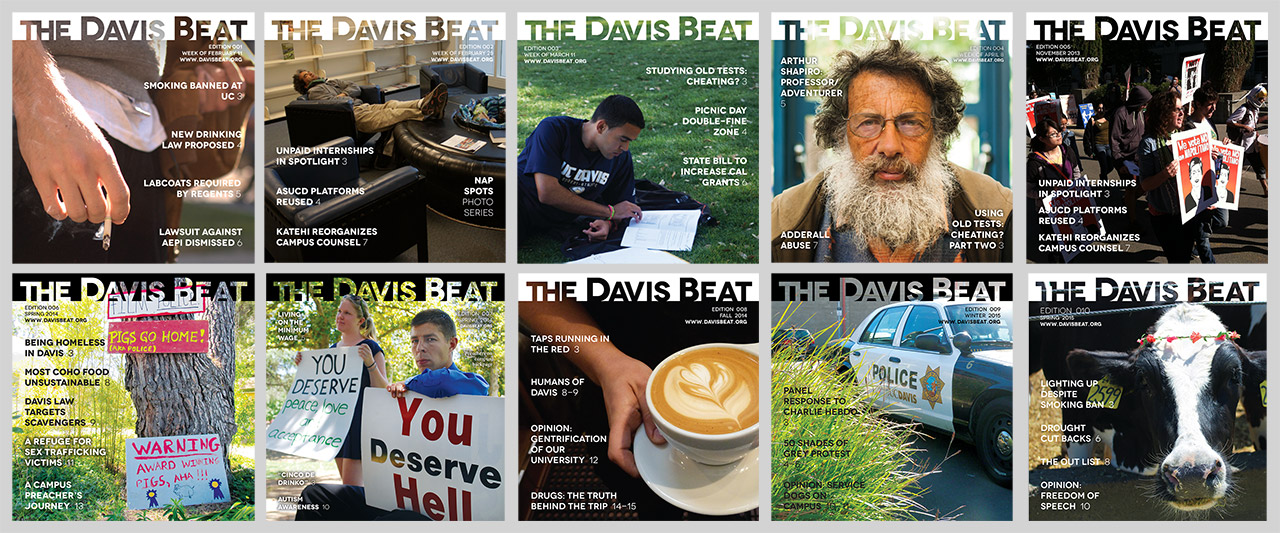 THE DAVIS BEAT
EDITION 001
WEEK OF FEBRUARY 11
WWW.DAVISBEAT.ORG
SMOKING BANNED AT
UC 3
NEW DRINKING
LAW PROPOSED 4
LABCOATS REQUIRED
BY REGENTS 5
LAWSUIT AGAINST
AEPI DISMISSED 6
THE DAVIS BEAT
EDITION 002
WEEK OF FEBRUARY 25
WWW.DAVISBEAT.ORG
UNPAID INTERNSHIPS
IN SPOTLIGHT 3
ASUCD PLATFORMS
REUSED 4
KATEHI REORGANIZES
CAMPUS COUNSEL 7
NAP
SPOTS
PHOTO
SERIES
THE DAVIS BEAT
EDITION 003
WEEK OF MARCH 11
WWW.DAVISBEAT.ORG
STUDYING OLD TESTS:
CHEATING? 3
PICNIC DAY
DOUBLE-FINE
ZONE 4
STATE BILL TO
INCREASE CAL
GRANTS 6
UC DAVIS
THE DAVIS BEAT
EDITION 004
WEEK OF APRIL 8
WWW.DAVISBEAT.ORG
ARTHUR
SHAPIRO:
PROFESSOR/
ADVENTURER
5
ADDERALL
ABUSE 7
USING
OLD TESTS:
CHEATING?
PART TWO 3
THE DAVIS BEAT
EDITION 005
NOVEMBER 2013
WWW.DAVISBEAT.ORG
UNPAID INTERNSHIPS
IN SPOTLIGHT 3
ASUCD PLATFORMS
REUSED 4
KATEHI REORGANIZES
CAMPUS COUNSEL 7
THE DAVIS BEAT
EDITION 006
SPRING 2014
WWW.DAVISBEAT.ORG
PIGS GO HOME!
(AKA POLICE)
BEING HOMELESS
IN DAVIS 3
MOST COHO FOOD
UNSUSTAINABLE 8
DAVIS LAW
TARGETS
SCAVENGERS 9
A REFUGE FOR
SEX TRAFFICKING
VICTIMS 11
A CAMPUS
PREACHER'S
JOURNEY 13
WARNING
AWARD WINNING
PIGS, AHA!!!
THE DAVIS BEAT
LIVING
ON THE
MINIMUM
WAGE 5
YOU
DESERVE
peace, love
or
acceptance
You
Deserve
Hell
CINCO DE
DRINKO
AUTISM
AWARENESS 10
THE DAVIS BEAT
EDITION 008
FALL 2014
WWW.DAVISBEAT.ORG
TAPS RUNNING IN
THE RED 3
HUMANS OF
DAVIS 8–9
OPINION:
GENTRIFICATION
OF OUR
UNIVERSITY 12
DRUGS: THE TRUTH
BEHIND THE TRIP 14–15
THE DAVIS BEAT
EDITION 009
WINTER 2015
WWW.DAVISBEAT.ORG
POLICE
DAVIS
PANEL
RESPONSE TO
CHARLIE HEBDO
50 SHADES OF
GREY PROTEST
OPINION: SERVICE
DOGS ON
CAMPUS
THE DAVIS BEAT
EDITION 010
SPRING 2015
WWW.DAVISBEAT.ORG
LIGHTING UP
DESPITE
SMOKING BAN 3
DROUGHT
CUT BACKS 6
THE OUT LIST 8
OPINION:
FREEDOM OF
SPEECH 10